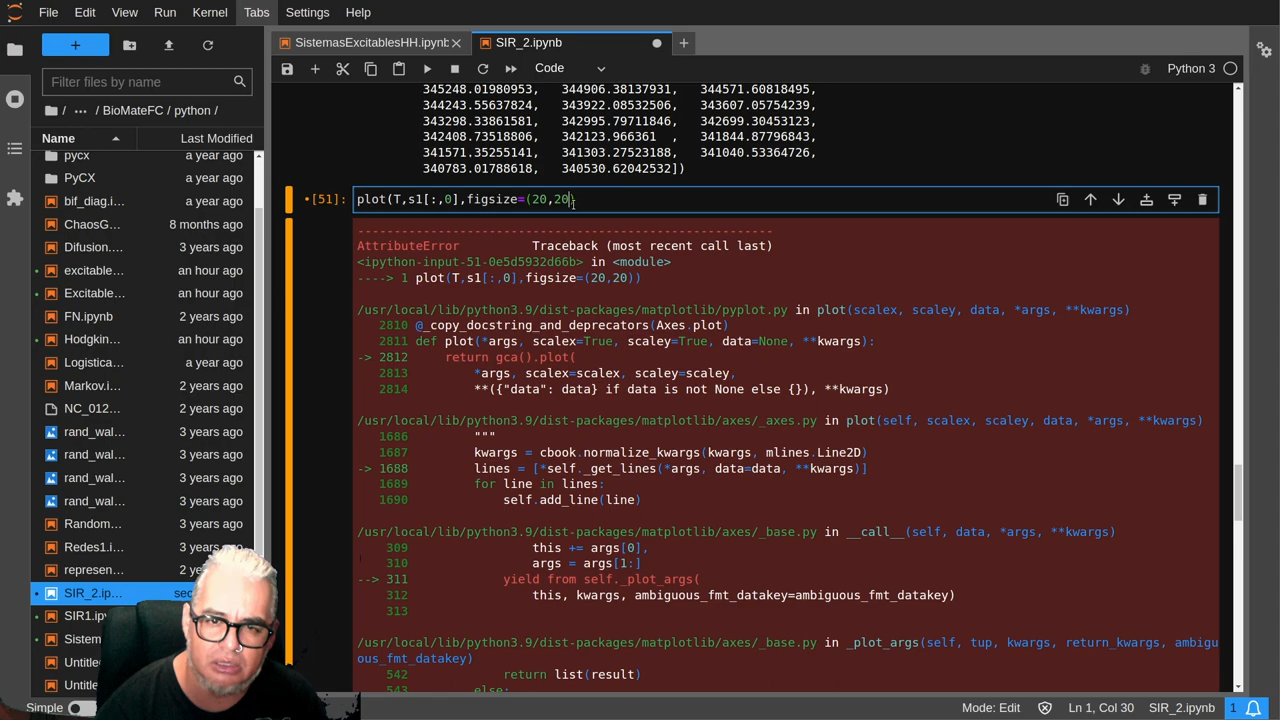 File Edit View Run Kernel Tabs Settings Help
SistemasExcitablesHH.ipynb
SIR_2.ipynb
Code
Python 3
Filter files by name
/ ... / BioMateFC / python /
Name Last Modified
pycx a year ago
PyCX a year ago
bif_diag.i... a year ago
ChaosG... 8 months ago
Difusion.... 3 years ago
excitable... an hour ago
Excitable... an hour ago
FN.ipynb 2 years ago
Hodgkin... an hour ago
Logistica... 2 years ago
Markov.i... 2 years ago
NC_012... 2 years ago
rand_wal... 2 years ago
rand_wal... 3 years ago
rand_wal... 3 years ago
rand_wal... 3 years ago
Random... 3 years ago
Redes1.i... 3 years ago
represen...
SIR_2.ip...
SIR1.ip
Sistem
Untitl
Untit
Simple
345248.01980953, 344906.38137931, 344571.60818495,
344243.55637824, 343922.08532506, 343607.05754239,
343298.33861581, 342995.79711846, 342699.30453123,
342408.73518806, 342123.966361 , 341844.87796843,
341571.35255141, 341303.27523188, 341040.53364726,
340783.01788618, 340530.62042532])
[51]: plot(T,s1[:,0],figsize=(20,20)
---------------------------------------------------------
AttributeError Traceback (most recent call last)
<ipython-input-51-0e5d5932d66b> in <module>
----> 1 plot(T,s1[:,0],figsize=(20,20))
/usr/local/lib/python3.9/dist-packages/matplotlib/pyplot.py in plot(scalex, scaley, data, *args, **kwargs)
2810 @_copy_docstring_and_deprecators(Axes.plot)
2811 def plot(*args, scalex=True, scaley=True, data=None, **kwargs):
-> 2812 return gca().plot(
2813 *args, scalex=scalex, scaley=scaley,
2814 **({"data": data} if data is not None else {}), **kwargs)
/usr/local/lib/python3.9/dist-packages/matplotlib/axes/_axes.py in plot(self, scalex, scaley, data, *args, **kwargs)
1686 """
1687 kwargs = cbook.normalize_kwargs(kwargs, mlines.Line2D)
-> 1688 lines = [*self._get_lines(*args, data=data, **kwargs)]
1689 for line in lines:
1690 self.add_line(line)
/usr/local/lib/python3.9/dist-packages/matplotlib/axes/_base.py in __call__(self, data, *args, **kwargs)
309 this += args[0],
310 args = args[1:]
--> 311 yield from self._plot_args(
312 this, kwargs, ambiguous_fmt_datakey=ambiguous_fmt_datakey)
313
/usr/local/lib/python3.9/dist-packages/matplotlib/axes/_base.py in _plot_args(self, tup, kwargs, return_kwargs, ambigu
ous_fmt_datakey)
542 return list(result)
543 else:
Mode: Edit Ln 1, Col 30 SIR_2.ipynb 1